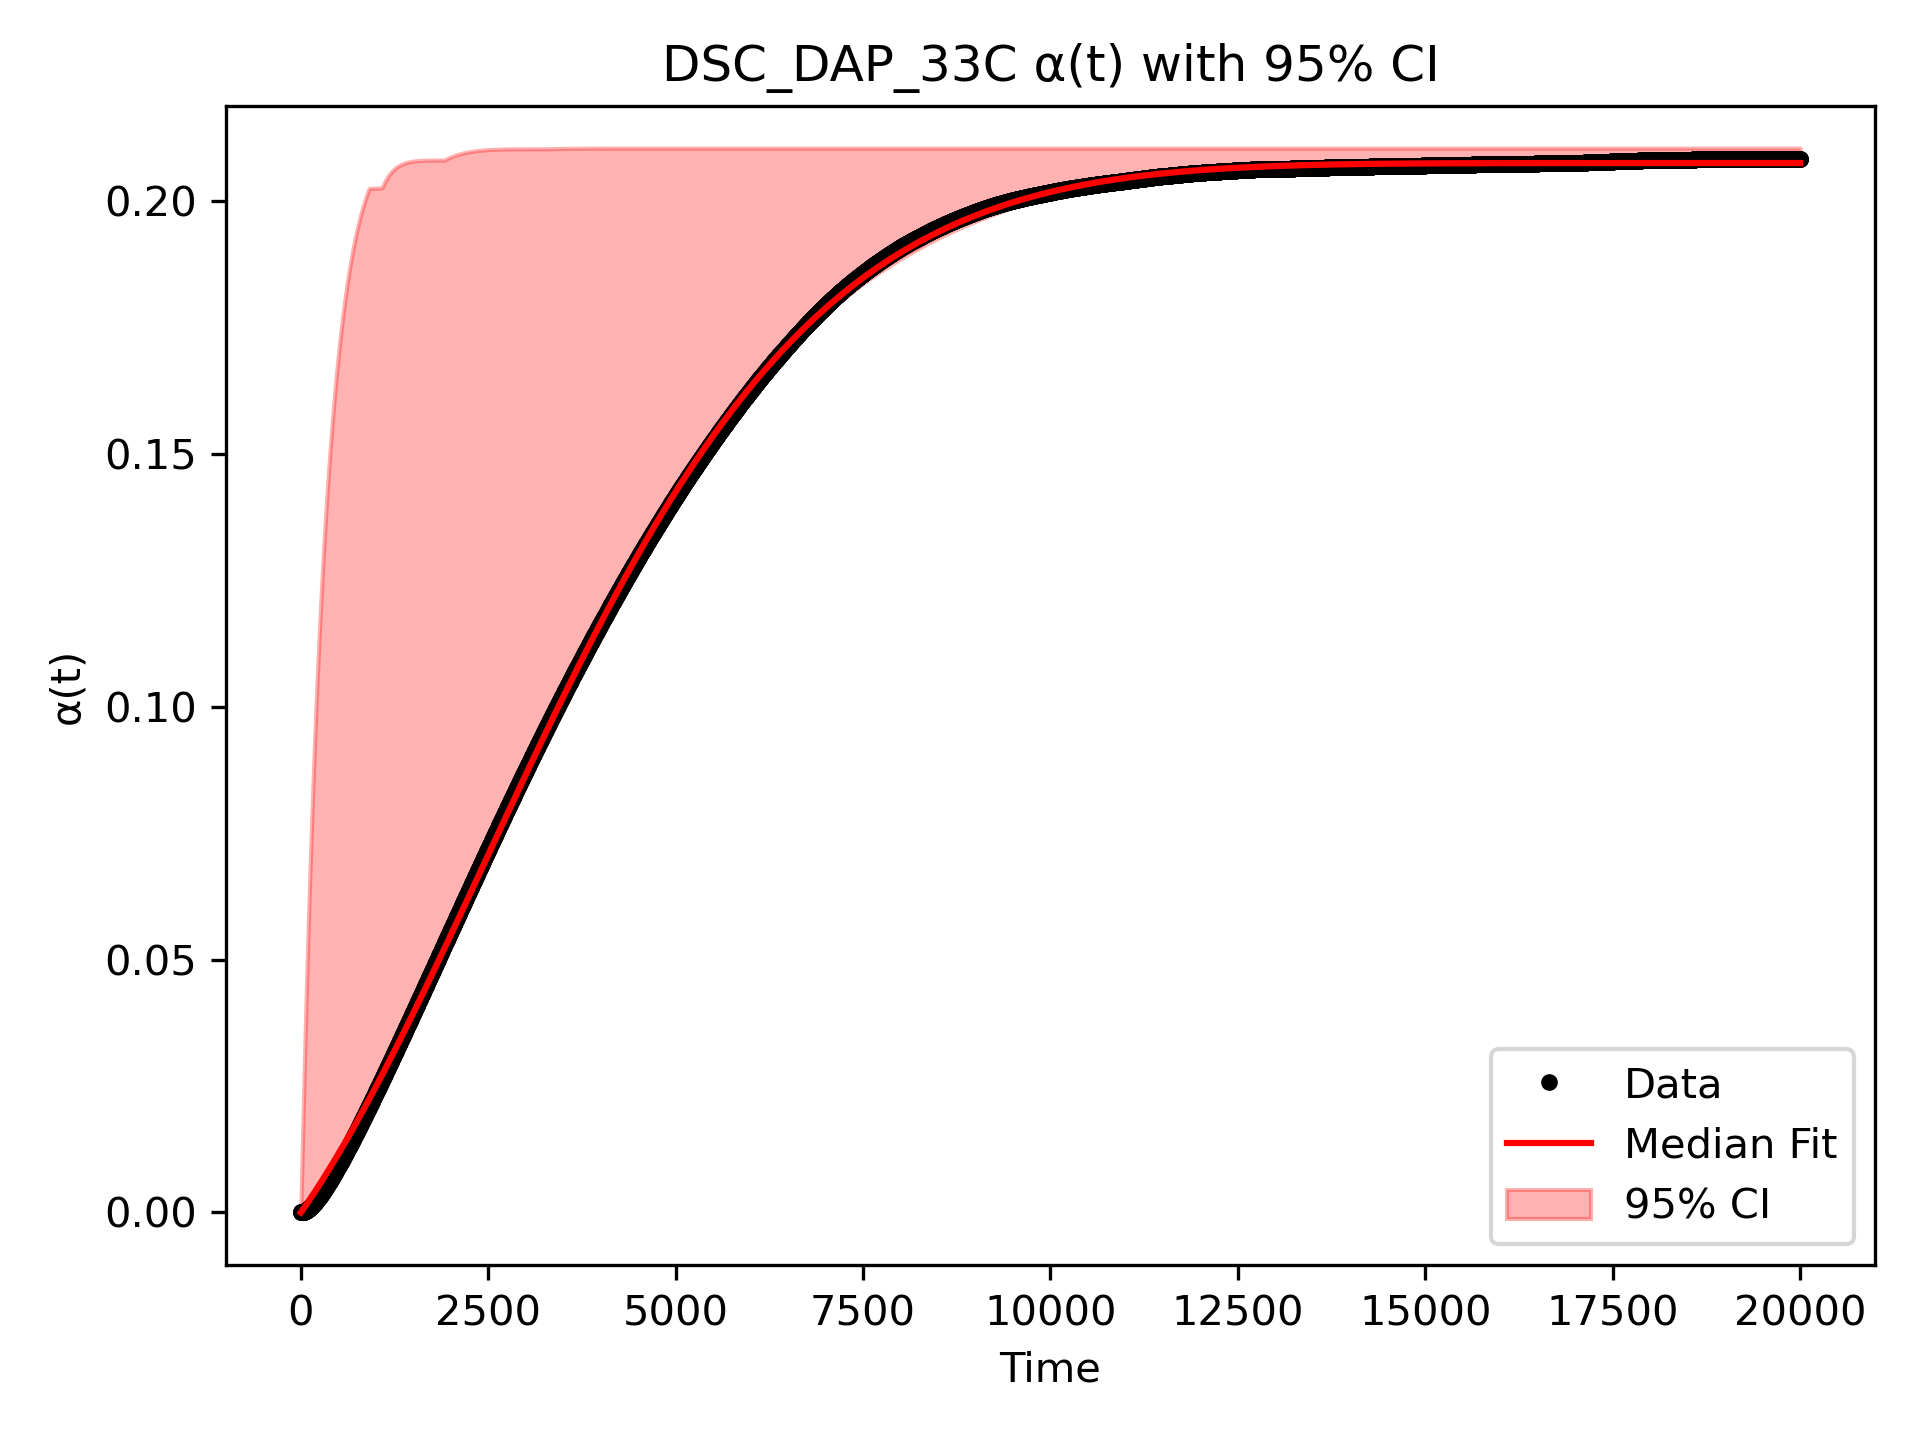 DSC_DAP_33C α(t) with 95% CI
α(t)
0.20
0.15
0.10
0.05
0.00
0 2500 5000 7500 10000 12500 15000 17500 20000
Time
Data
Median Fit
95% CI